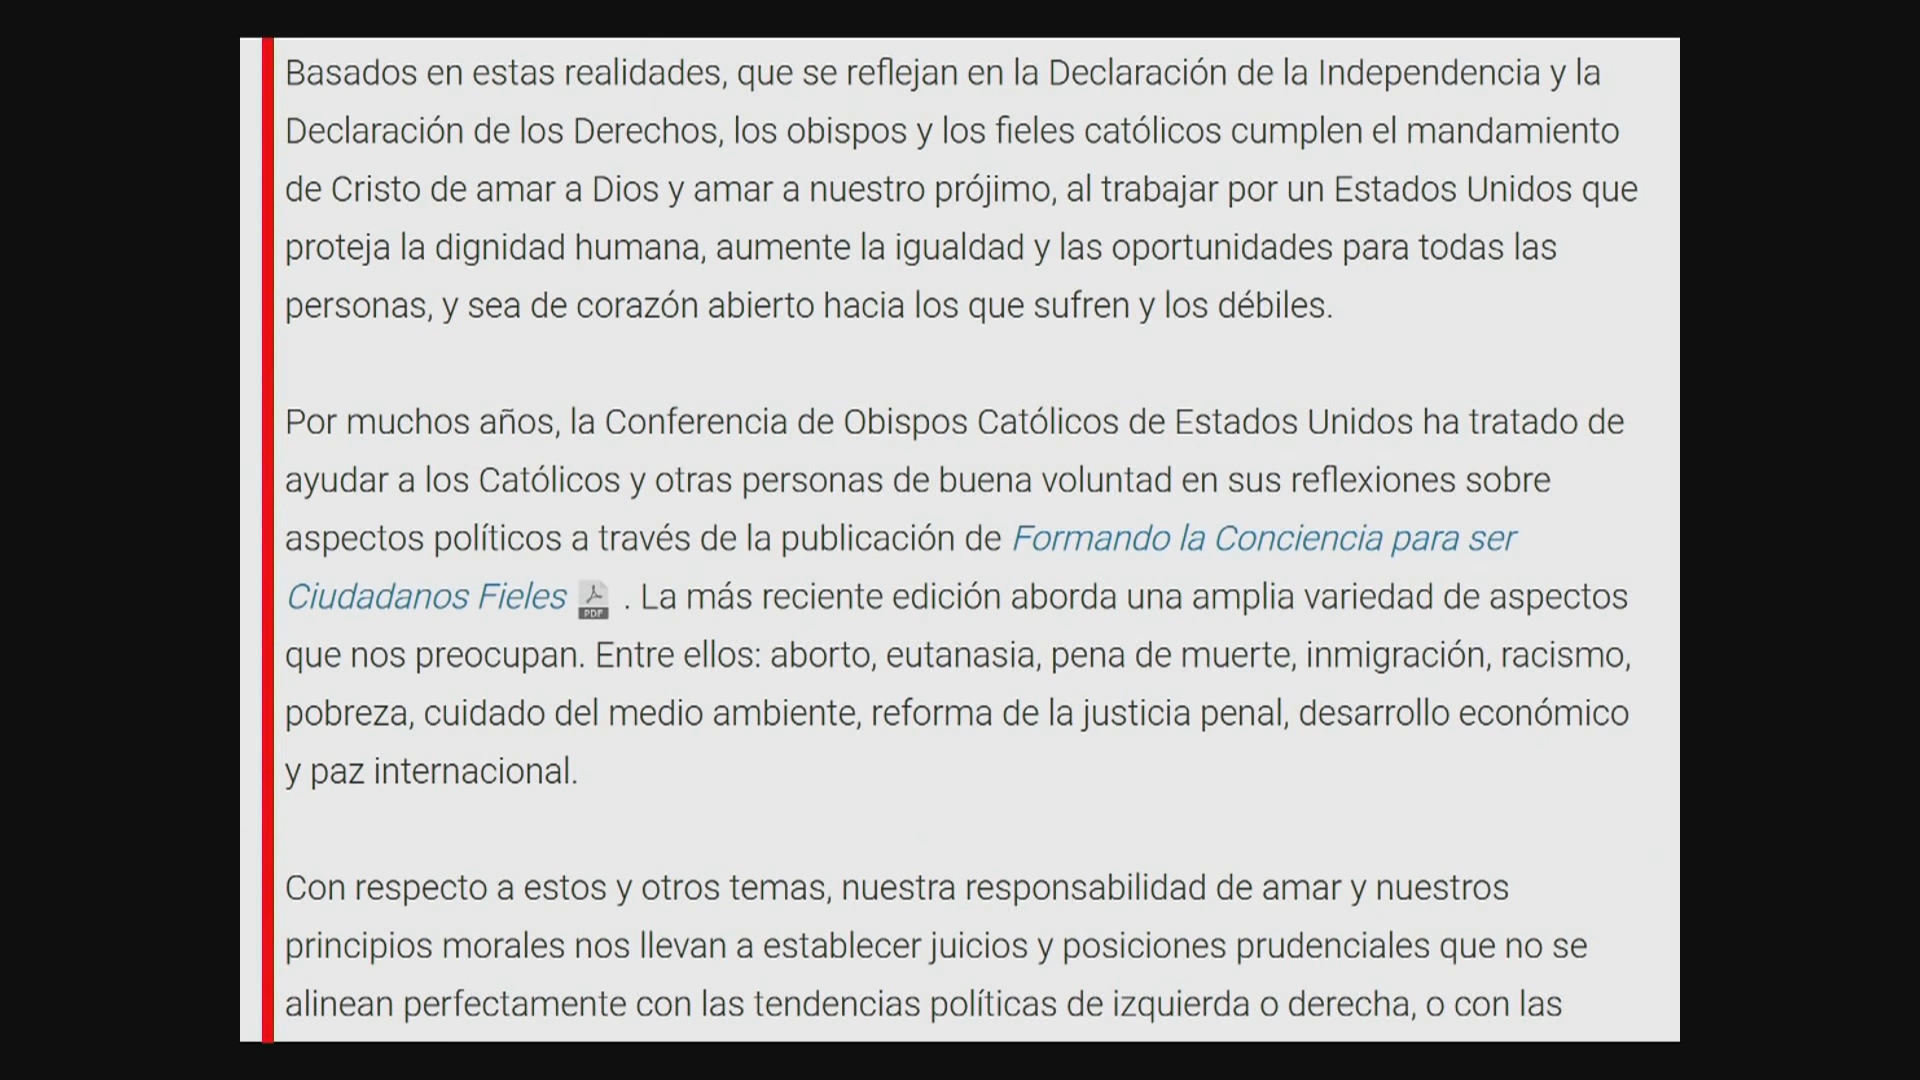 Basados en estas realidades, que se reflejan en la Declaración de la Independencia y la
Declaración de los Derechos, los obispos y los fieles católicos cumplen el mandamiento
de Cristo de amar a Dios y amar a nuestro prójimo, al trabajar por un Estados Unidos que
proteja la dignidad humana, aumente la igualdad y las oportunidades para todas las
personas, y sea de corazón abierto hacia los que sufren y los débiles.
Por muchos años, la Conferencia de Obispos Católicos de Estados Unidos ha tratado de
ayudar a los Católicos y otras personas de buena voluntad en sus reflexiones sobre
aspectos políticos a través de la publicación de Formando la Conciencia para ser
Ciudadanos Fieles PDF . La más reciente edición aborda una amplia variedad de aspectos
que nos preocupan. Entre ellos: aborto, eutanasia, pena de muerte, inmigración, racismo,
pobreza, cuidado del medio ambiente, reforma de la justicia penal, desarrollo económico
y paz internacional.
Con respecto a estos y otros temas, nuestra responsabilidad de amar y nuestros
principios morales nos llevan a establecer juicios y posiciones prudenciales que no se
alinean perfectamente con las tendencias políticas de izquierda o derecha, o con las